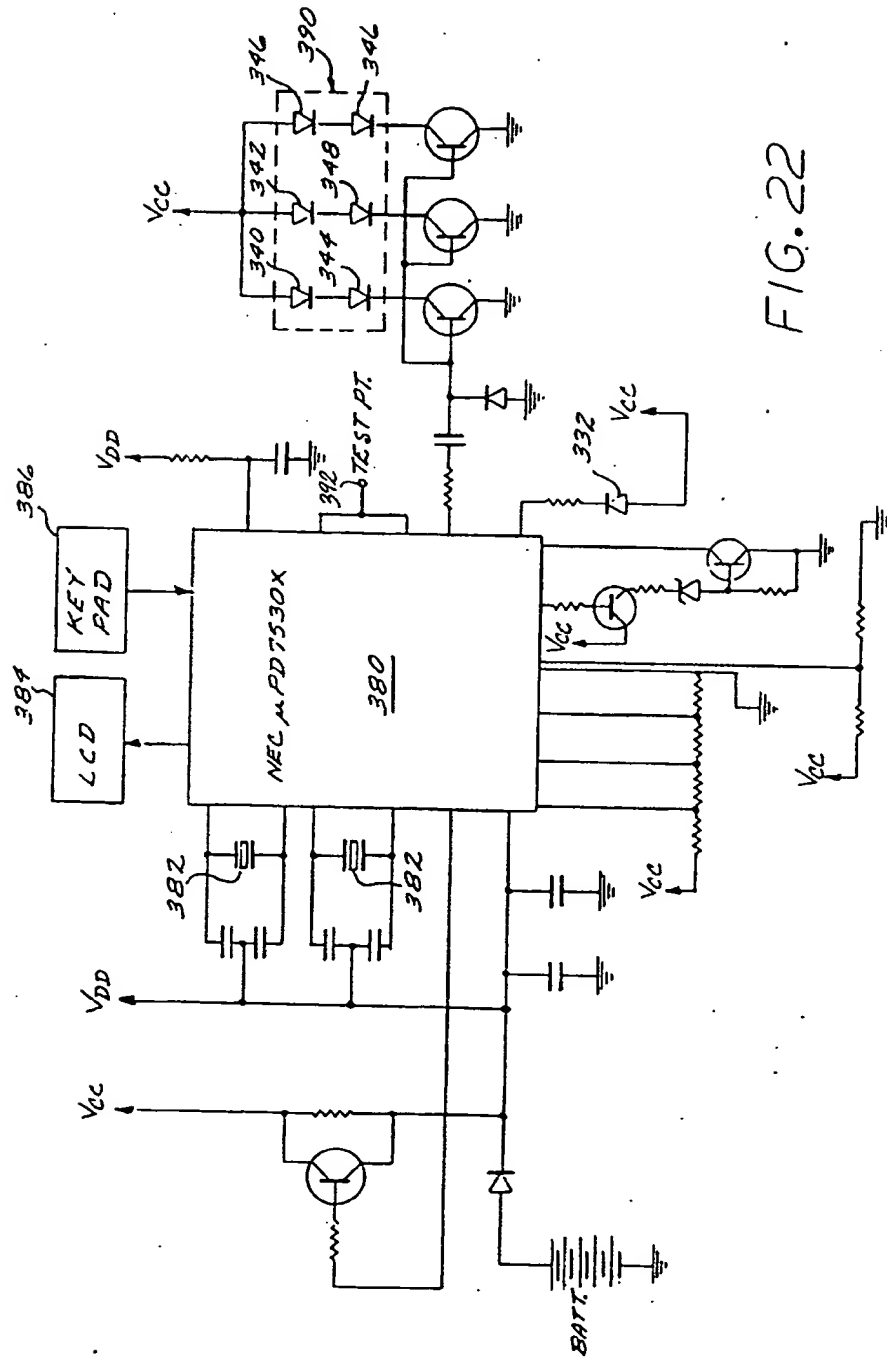 386
384
KEY
PAD
LCD
VDD
VCC
346
390
342
346
340
348
344
392
TEST PT.
382
382
NEC µPD7530X
380
332
VCC
VCC
VDD
VCC
VCC
VCC
BATT.
FIG. 22